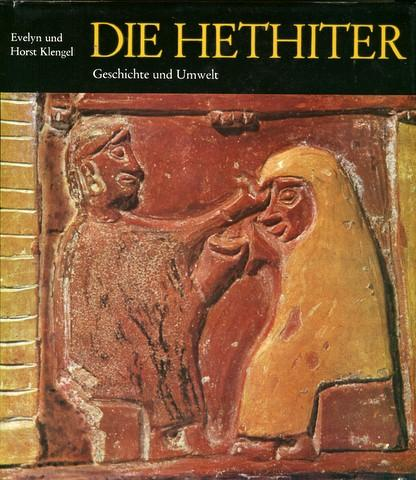 Evelyn und
Horst Klengel
DIE HETHITER
Geschichte und Umwelt